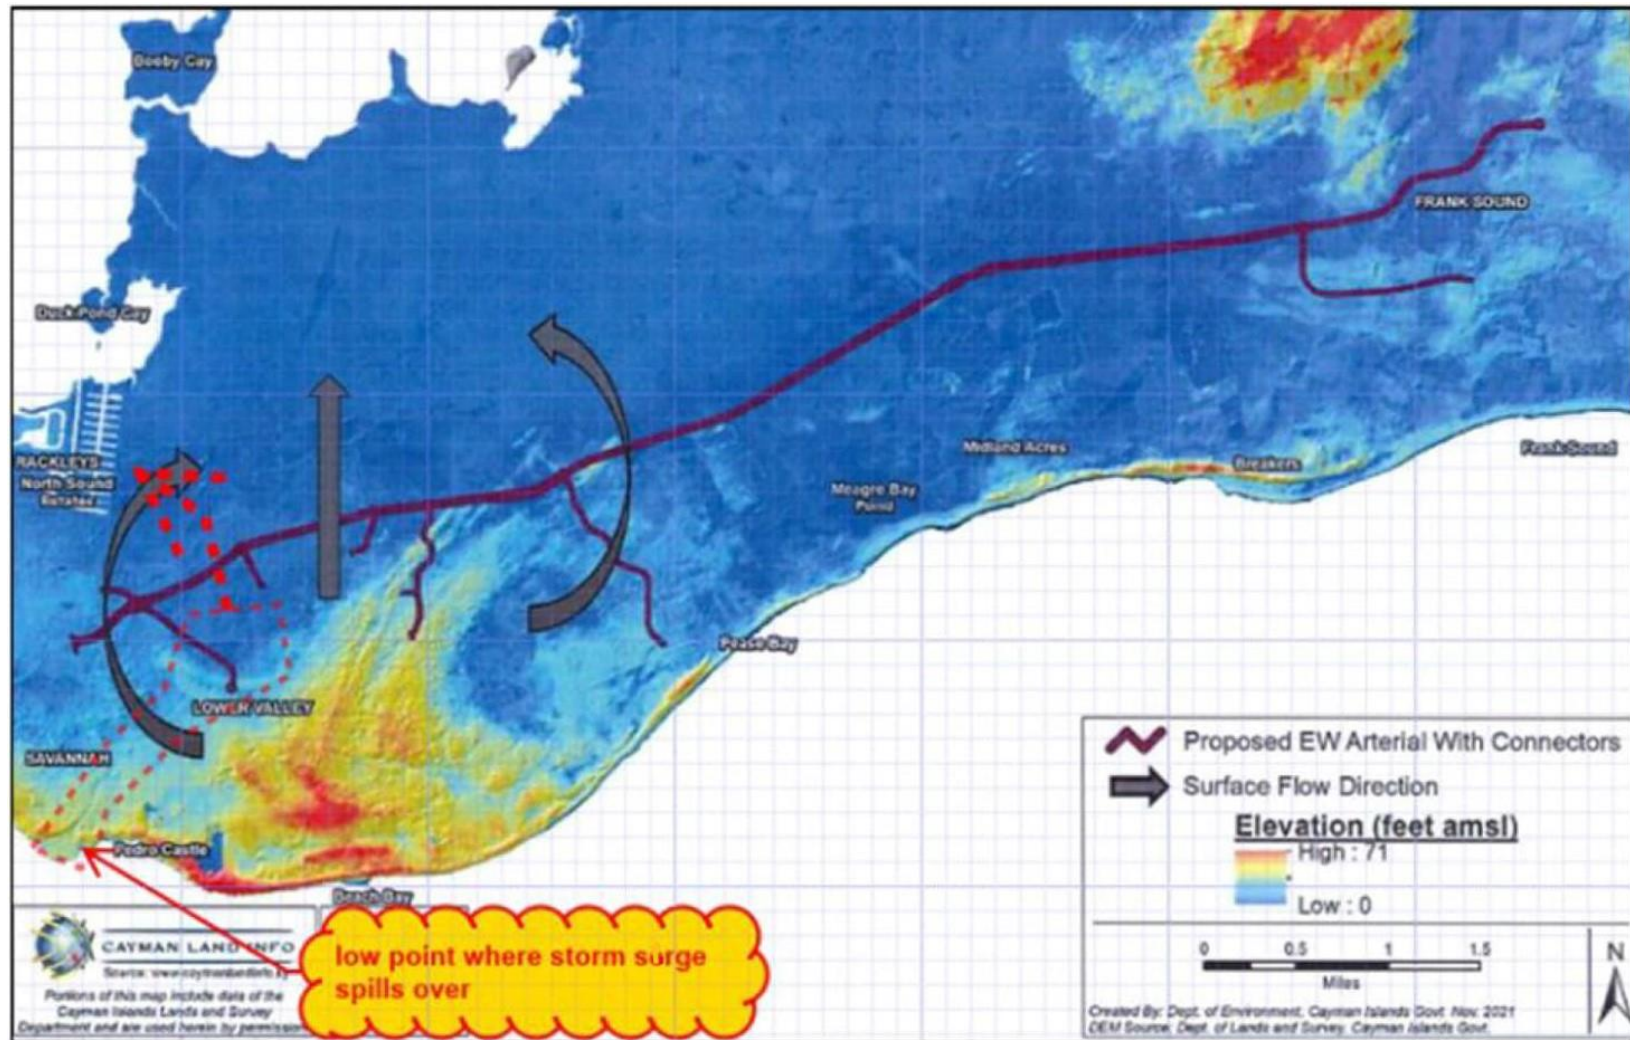 Booby Cay
FRANK SOUND
Duck Pond Cay
Midland Acres
Breakers
Frank Sound
North Sound
Estates
Meagre Bay
Pond
Pease Bay
LOWER VALLEY
SAVANNAH
Pedro Castle
Beach Bay
low point where storm surge
spills over
CAYMAN LAND INFO
Source: www.caymanlandinfo.ky
Portions of this map include data of the
Cayman Islands Lands and Survey
Department and are used herein by permission
Proposed EW Arterial With Connectors
Surface Flow Direction
Elevation (feet amsl)
High : 71
Low : 0
0 0.5 1 1.5
Miles
N
Created By: Dept. of Environment, Cayman Islands Govt. Nov. 2021
DEM Source: Dept. of Lands and Survey, Cayman Islands Govt.